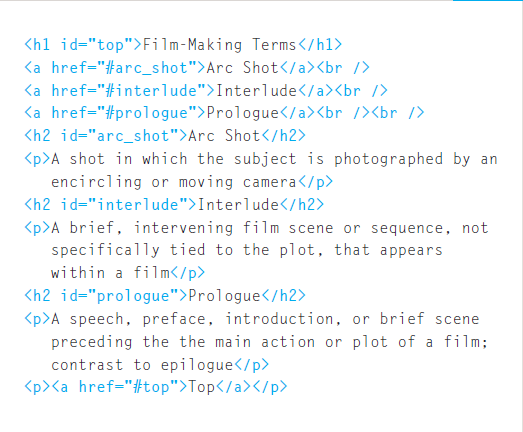 <h1 id="top">Film-Making Terms</h1>
<a href="#arc_shot">Arc Shot</a><br />
<a href="#interlude">Interlude</a><br />
<a href="#prologue">Prologue</a><br /><br />
<h2 id="arc_shot">Arc Shot</h2>
<p>A shot in which the subject is photographed by an
encircling or moving camera</p>
<h2 id="interlude">Interlude</h2>
<p>A brief, intervening film scene or sequence, not
specifically tied to the plot, that appears
within a film</p>
<h2 id="prologue">Prologue</h2>
<p>A speech, preface, introduction, or brief scene
preceding the the main action or plot of a film;
contrast to epilogue</p>
<p><a href="#top">Top</a></p>